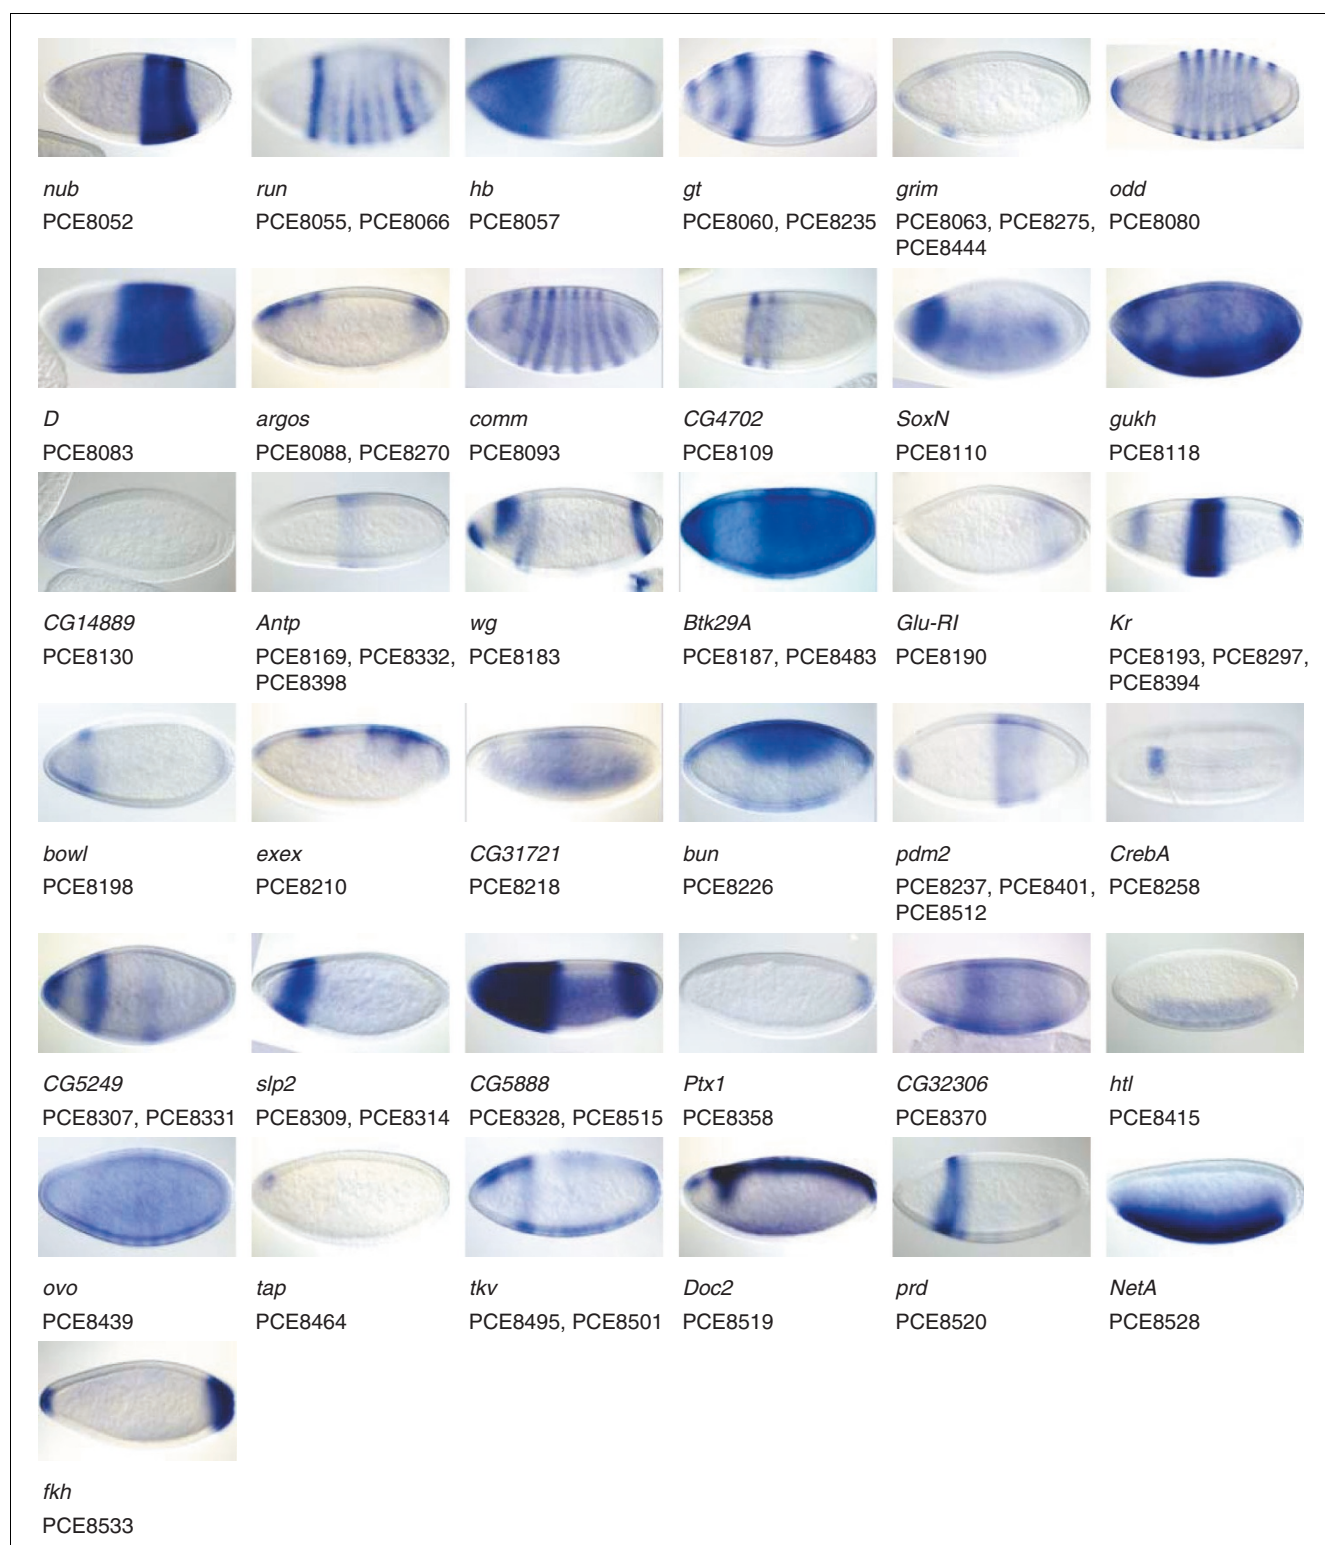 nub run hb gt grim odd
PCE8052 PCE8055, PCE8066 PCE8057 PCE8060, PCE8235 PCE8063, PCE8275, PCE8080
PCE8444
D argos comm CG4702 SoxN gukh
PCE8083 PCE8088, PCE8270 PCE8093 PCE8109 PCE8110 PCE8118
CG14889 Antp wg Btk29A Glu-RI Kr
PCE8130 PCE8169, PCE8332, PCE8183 PCE8187, PCE8483 PCE8190 PCE8193, PCE8297,
PCE8398 PCE8394
bowl exex CG31721 bun pdm2 CrebA
PCE8198 PCE8210 PCE8218 PCE8226 PCE8237, PCE8401, PCE8258
PCE8512
CG5249 slp2 CG5888 Ptx1 CG32306 htl
PCE8307, PCE8331 PCE8309, PCE8314 PCE8328, PCE8515 PCE8358 PCE8370 PCE8415
ovo tap tkv Doc2 prd NetA
PCE8439 PCE8464 PCE8495, PCE8501 PCE8519 PCE8520 PCE8528
fkh
PCE8533